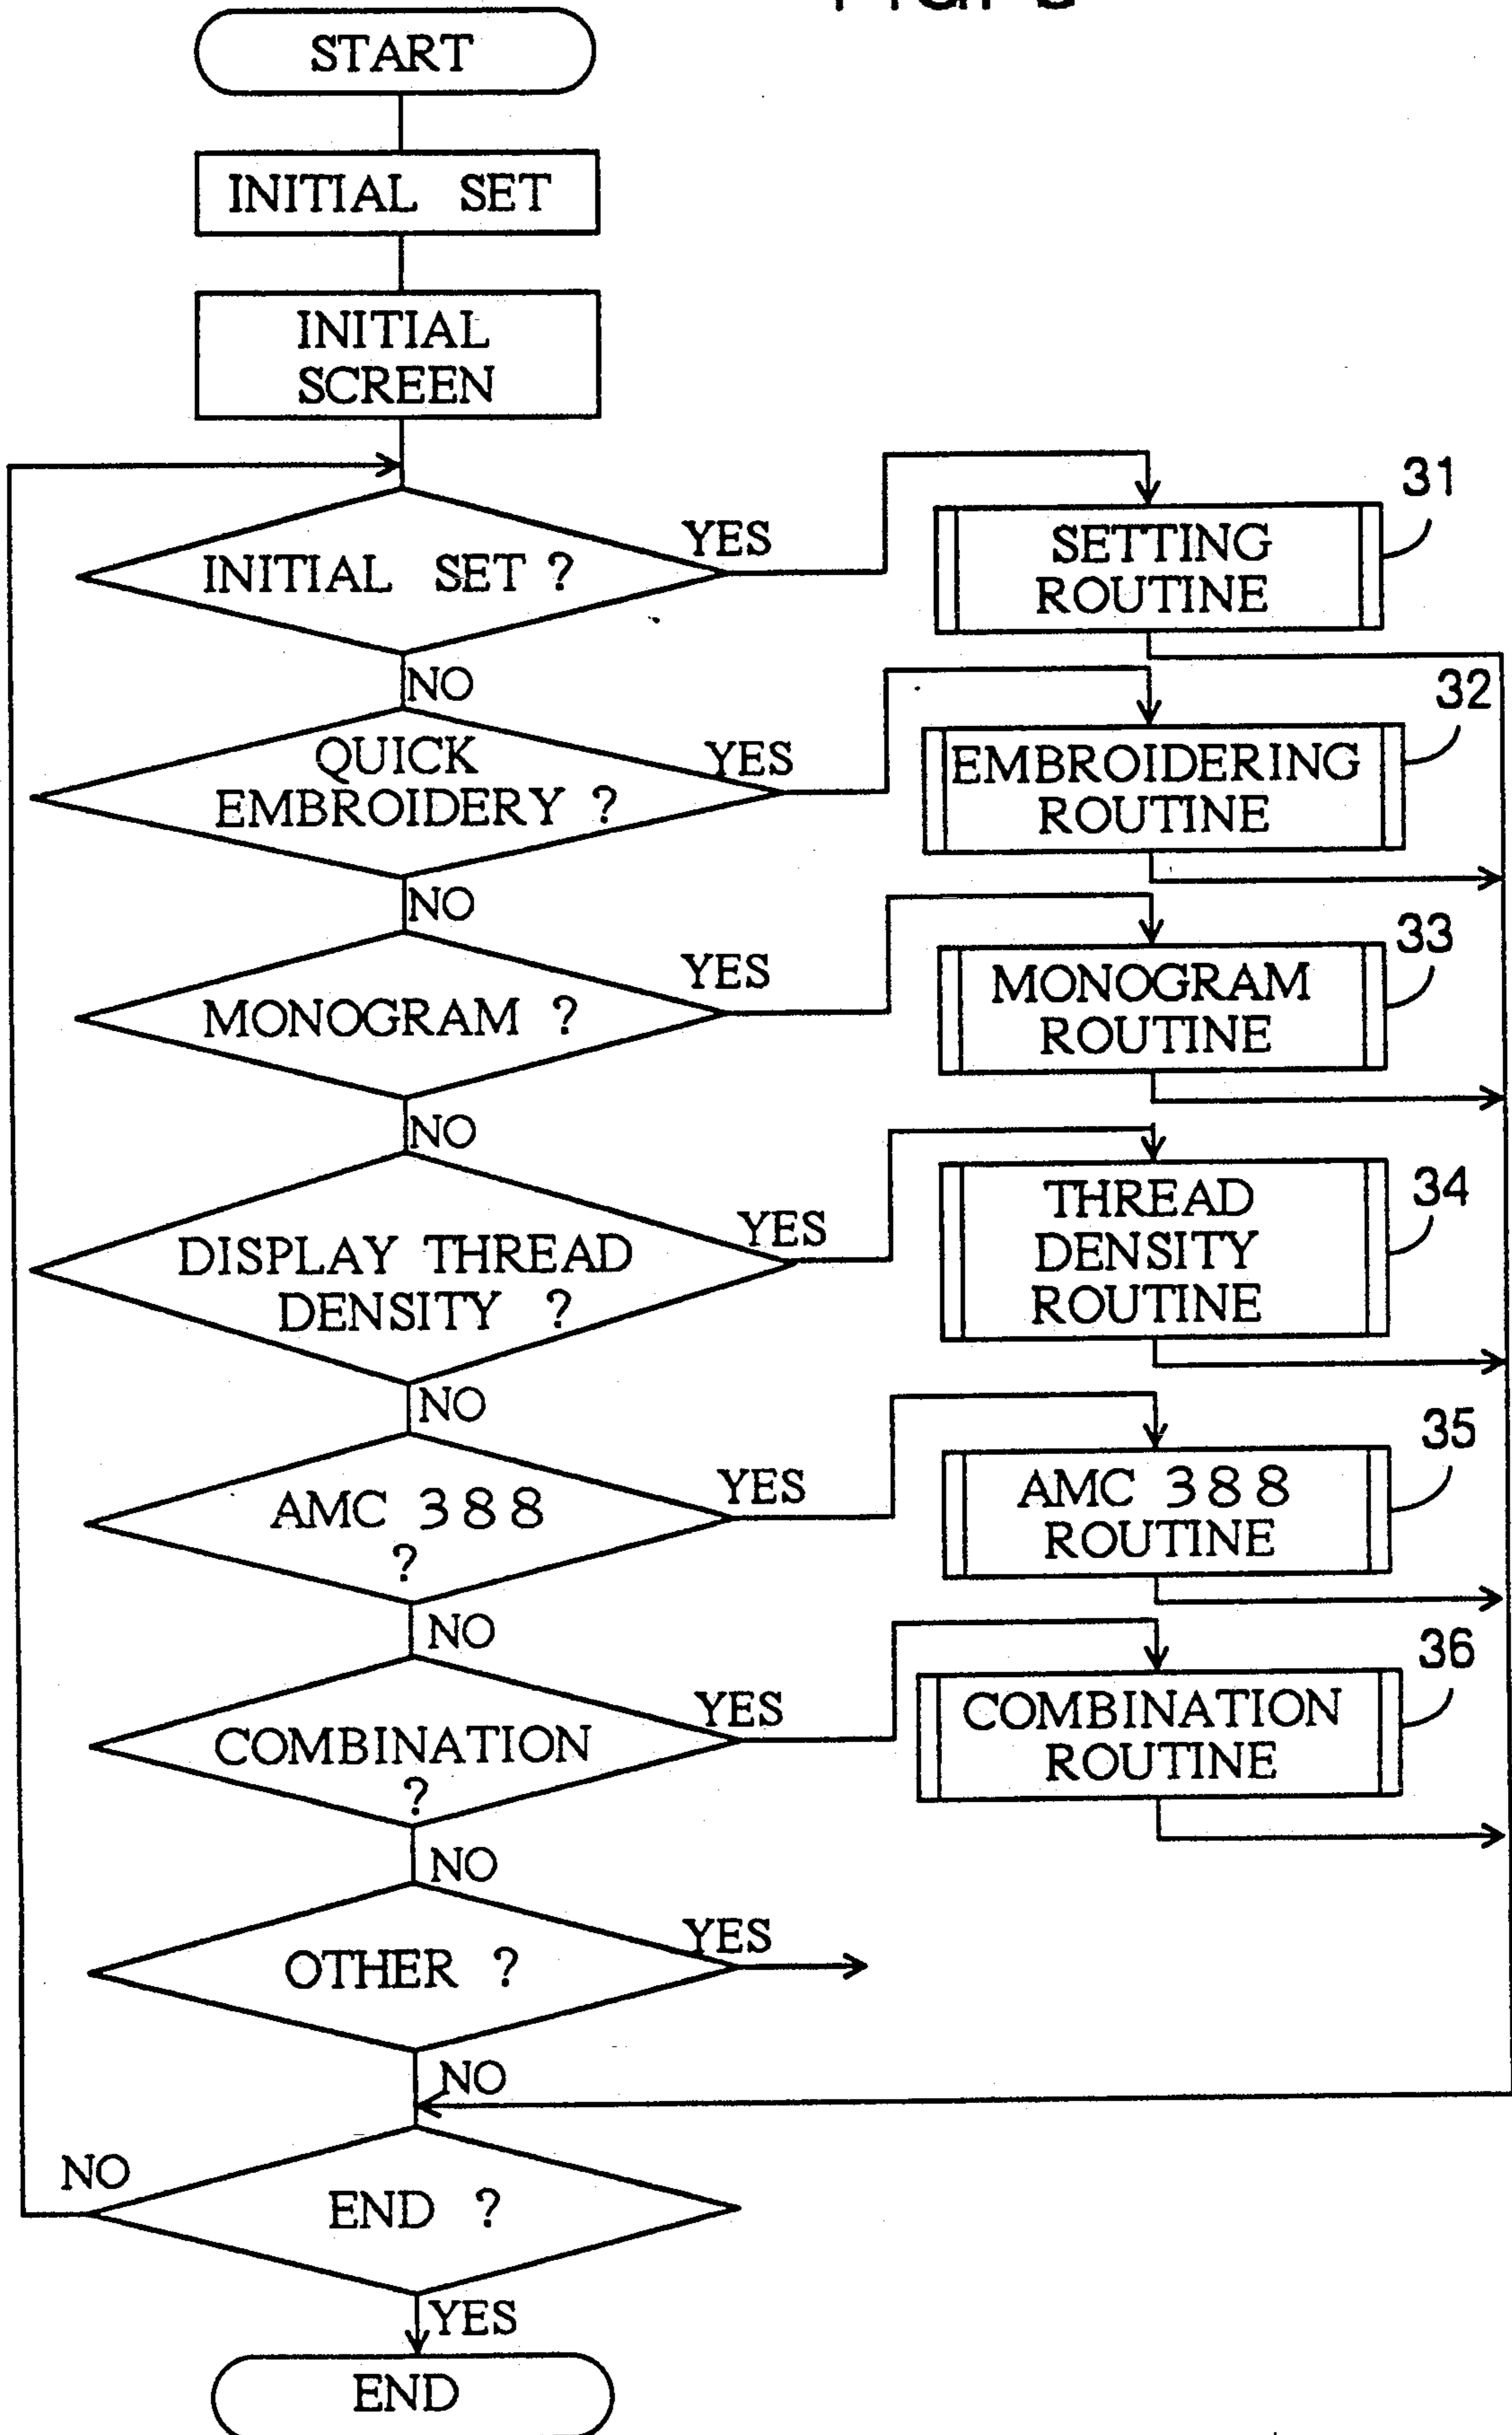 START
INITIAL SET
INITIAL
SCREEN
INITIAL SET ?
YES
SETTING
ROUTINE
31
NO
QUICK
EMBROIDERY ?
YES
EMBROIDERING
ROUTINE
32
NO
MONOGRAM ?
YES
MONOGRAM
ROUTINE
33
NO
DISPLAY THREAD
DENSITY ?
YES
THREAD
DENSITY
ROUTINE
34
NO
AMC 388
?
YES
AMC 388
ROUTINE
35
NO
COMBINATION
?
YES
COMBINATION
ROUTINE
36
NO
OTHER ?
YES
NO
END ?
NO
YES
END